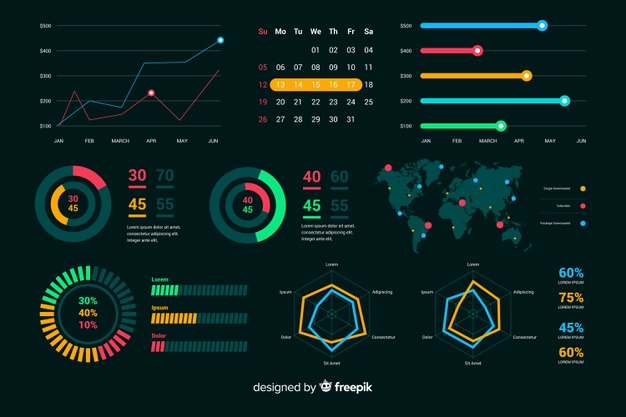 $500
$400
$300
$200
$100
JAN FEB MARCH APR MAY JUN
Su Mo Tu We Th Fr Sa
01 02 03 04
05 06 07 08 09 10 11
12 13 14 15 16 17 18
19 20 21 22 23 24 25
26 27 28 29 30 31
$500
$400
$300
$200
$100
JAN FEB MARCH APR MAY JUN
30
45
30 70
45 55
Lorem ipsum dolor sit amet,
consectetur adipiscing elit.
Integer ante elit.
40
45
40 60
45 55
Lorem ipsum dolor sit amet,
consectetur adipiscing elit.
Integer ante elit.
Single Downloaded
Subscribe
Package Downloaded
30%
40%
10%
Lorem
Ipsum
Dolor
Lorem
Ipsum
Adipiscing
Dolor
Consectetur
Sit Amet
Lorem
Ipsum
Adipiscing
Dolor
Consectetur
Sit Amet
60%
LOREM IPSUM
75%
LOREM IPSUM
45%
LOREM IPSUM
60%
LOREM IPSUM
designed by freepik